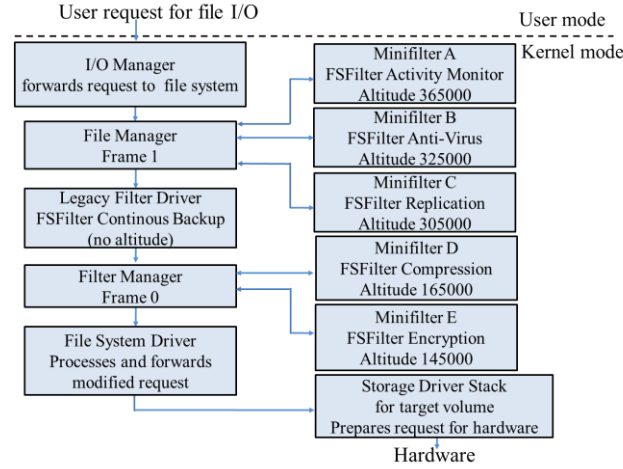 User request for file I/O
User mode
Kernel mode
I/O Manager
forwards request to file system
Minifilter A
FSFilter Activity Monitor
Altitude 365000
File Manager
Frame 1
Minifilter B
FSFilter Anti-Virus
Altitude 325000
Legacy Filter Driver
FSFilter Continous Backup
(no altitude)
Minifilter C
FSFilter Replication
Altitude 305000
Filter Manager
Frame 0
Minifilter D
FSFilter Compression
Altitude 165000
File System Driver
Processes and forwards
modified request
Minifilter E
FSFilter Encryption
Altitude 145000
Storage Driver Stack
for target volume
Prepares request for hardware
Hardware